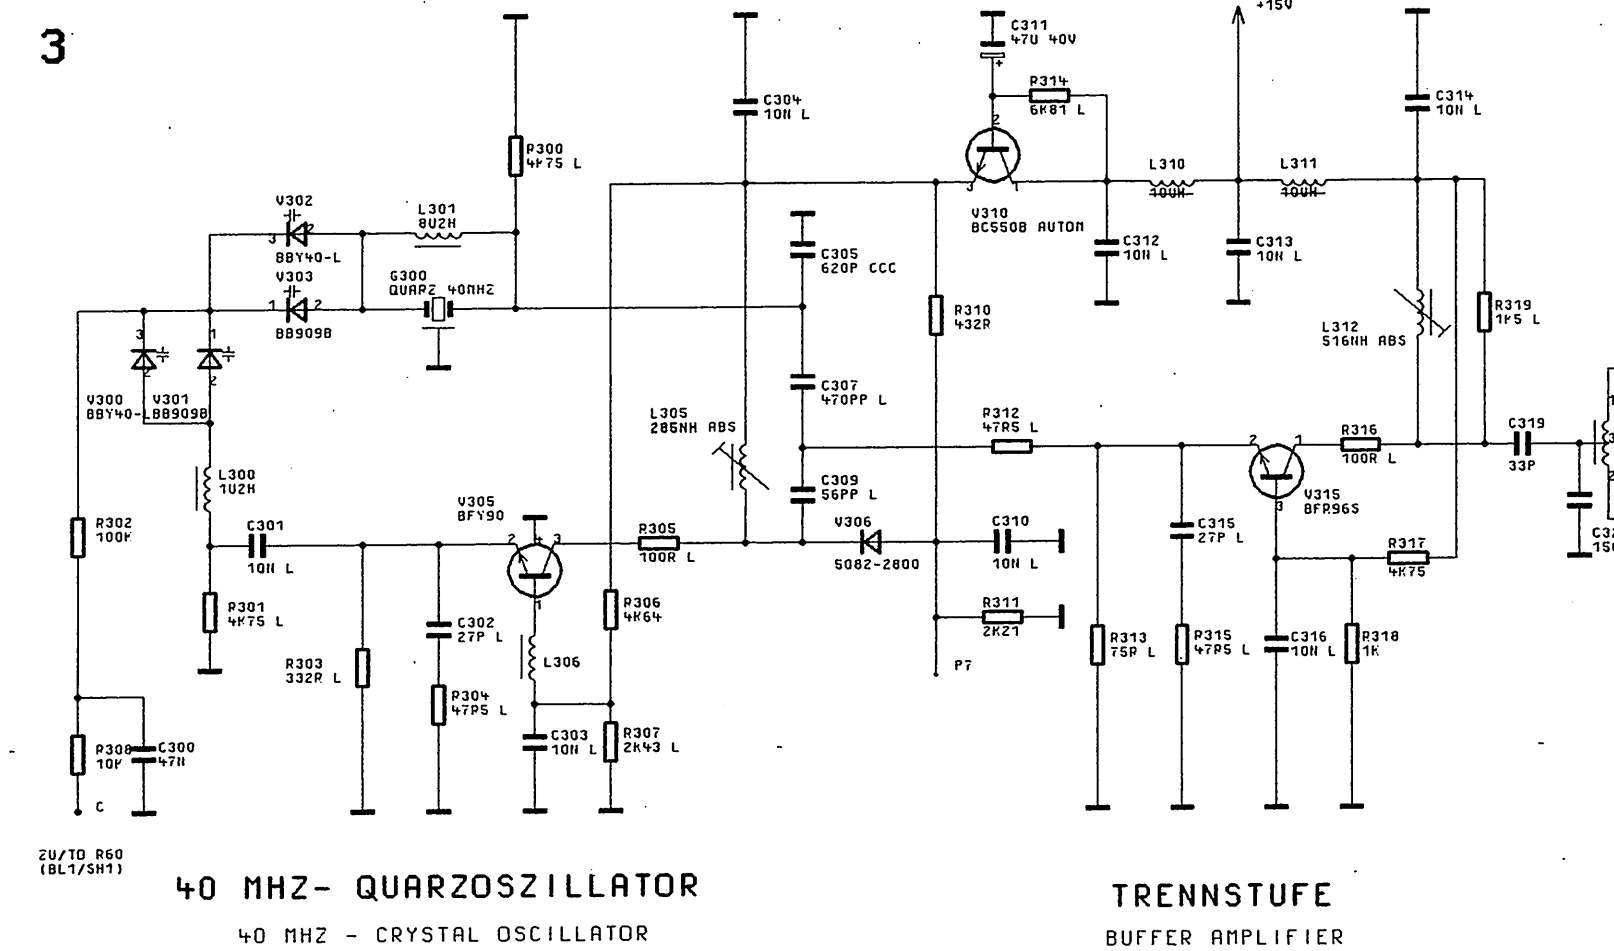 3
+15V
C311
47U 40V
R314
6K81 L
C304
10N L
C314
10N L
R300
4K75 L
L310
10UH
L311
10UH
V302
BBY40-L
L301
8U2H
V310
BC550B AUTOM
C312
10N L
C313
10N L
V303
BB909B
G300
QUARZ 40MHZ
C305
620P CCC
R310
432R
L312
516NH ABS
R319
1K5 L
V300
BBY40-L
V301
BB909B
C307
470PP L
L305
285NH ABS
R312
47R5 L
R316
100R L
C319
33P
L300
1U2H
C309
56PP L
V305
BFY90
V315
BFR96S
R302
100K
C301
10N L
R305
100R L
V306
5082-2800
C310
10N L
C315
27P L
R317
4K75
R301
4K75 L
C302
27P L
R306
4K64
R311
2K21
R303
332R L
L306
R313
75R L
R315
47R5 L
C316
10N L
R318
1K
P7
R304
47R5 L
R308
10K
C300
47N
C303
10N L
R307
2K43 L
C
ZU/TO R60
(BL1/SH1)
40 MHZ- QUARZOSZILLATOR
40 MHZ - CRYSTAL OSCILLATOR
TRENNSTUFE
BUFFER AMPLIFIER